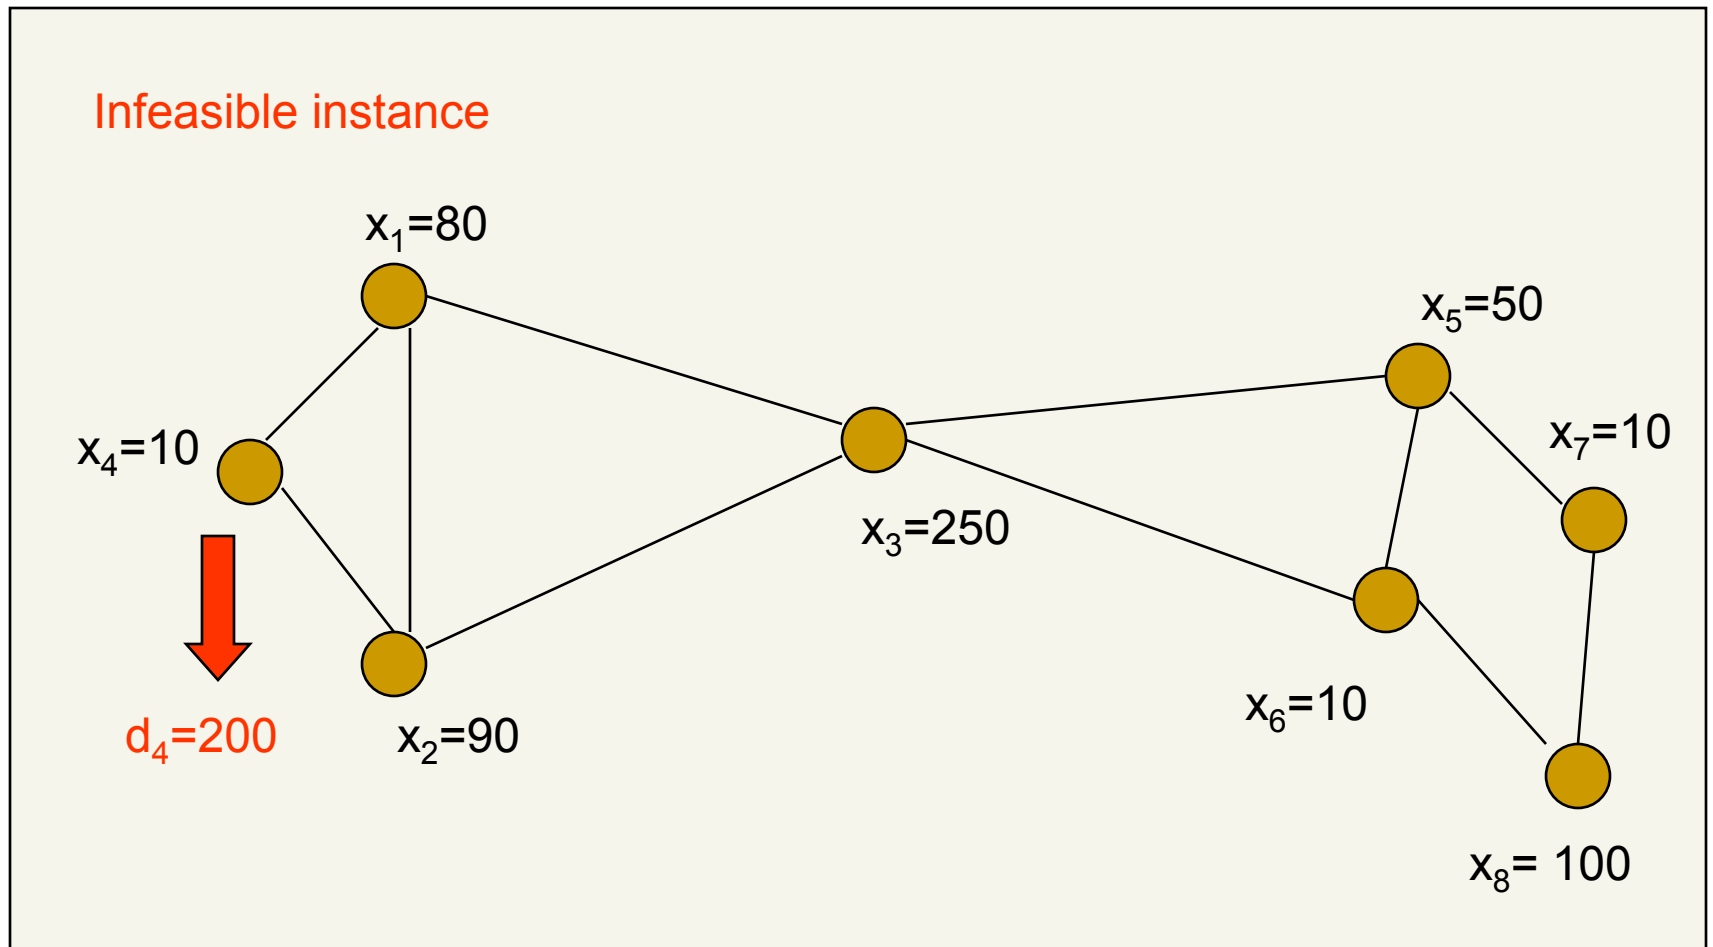 Infeasible instance
x₁=80
x₅=50
x₇=10
x₄=10
x₃=250
x₆=10
d₄=200
x₂=90
x₈= 100